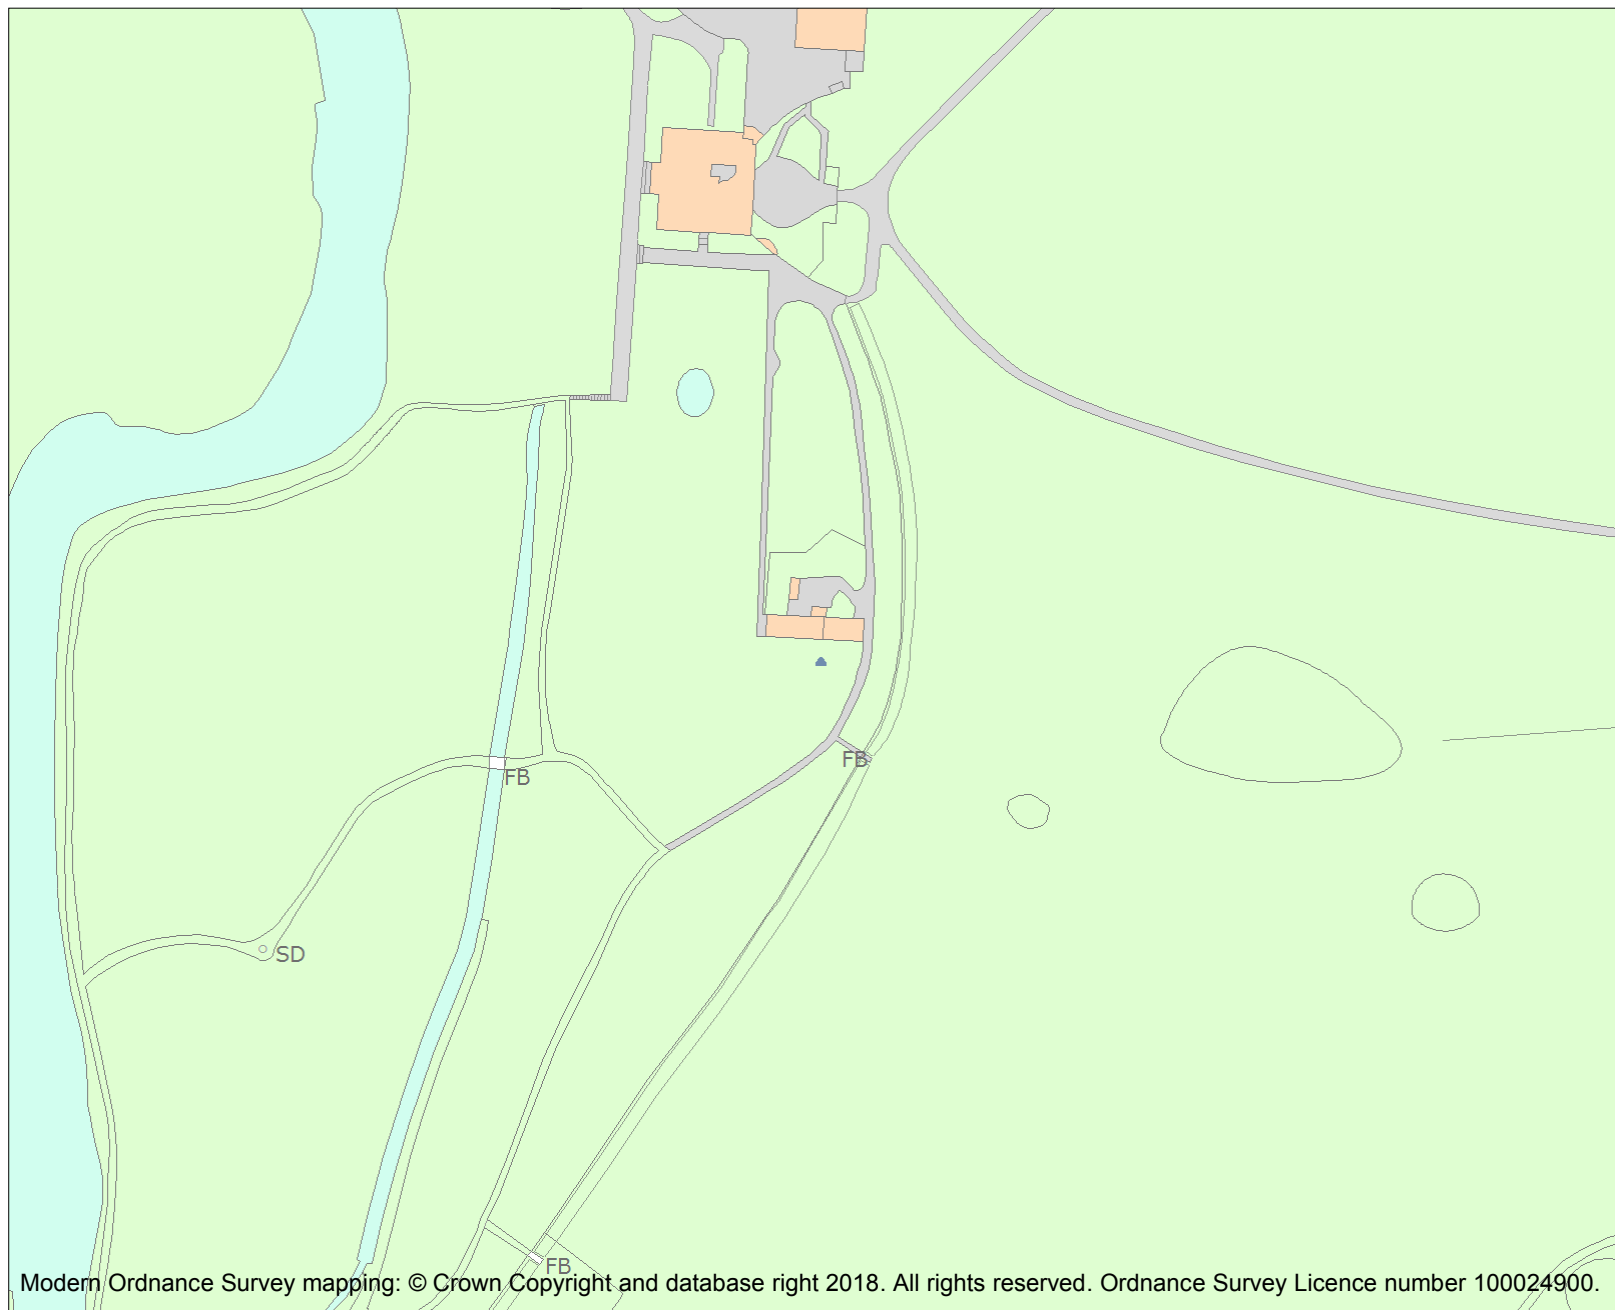 FB
FB
SD
FB
Modern Ordnance Survey mapping: © Crown Copyright and database right 2018. All rights reserved. Ordnance Survey Licence number 100024900.